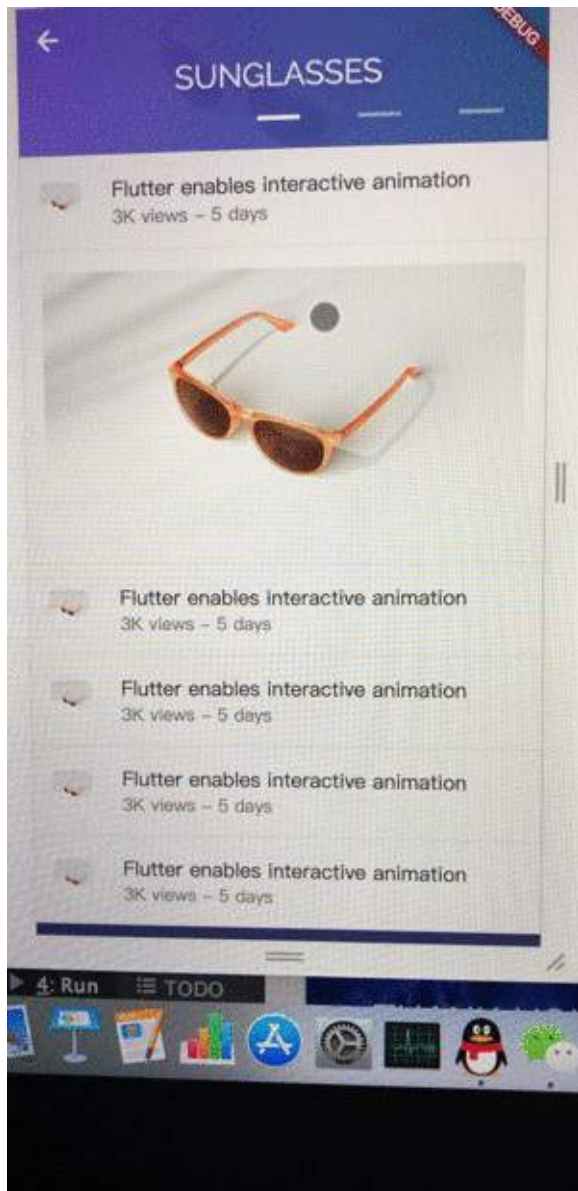 DEBUG
SUNGLASSES
Flutter enables interactive animation
3K views – 5 days
Flutter enables interactive animation
3K views – 5 days
Flutter enables interactive animation
3K views – 5 days
Flutter enables interactive animation
3K views – 5 days
Flutter enables interactive animation
3K views – 5 days
4: Run
TODO